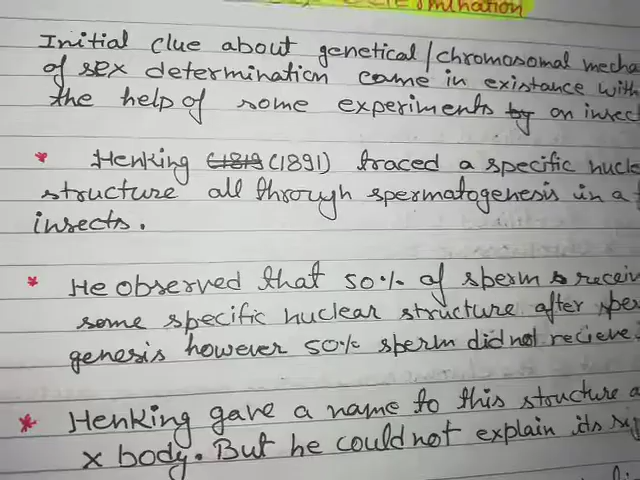 mination
Initial clue about genetical/chromosomal mecha
of sex determination came in existance with
the help of some experiments by on insec
* Henking (1819 (1891) traced a specific nucle
structure all through spermatogenesis in a f
insects.
* He observed that 50% of sperm receiv
some specific nuclear structure after sper
genesis however 50% sperm did not recieve.
* Henking gave a name to this structure a
x body. But he could not explain its